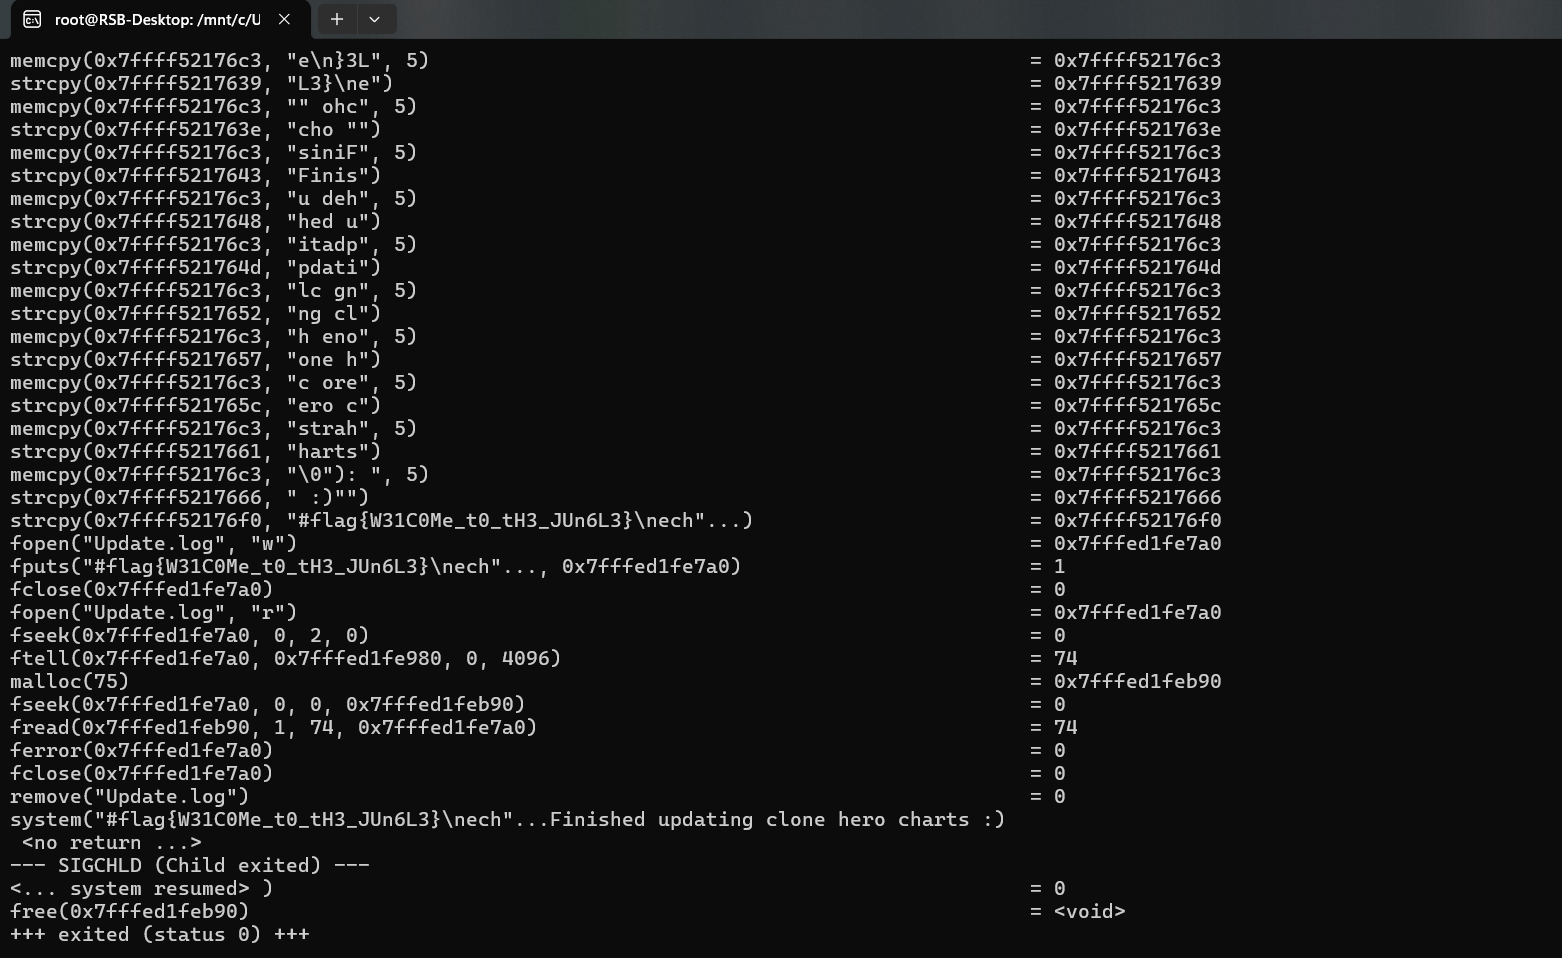 root@RSB-Desktop: /mnt/c/U
memcpy(0x7ffff52176c3, "e\n}3L", 5) = 0x7ffff52176c3
strcpy(0x7ffff5217639, "L3}\ne") = 0x7ffff5217639
memcpy(0x7ffff52176c3, "" ohc", 5) = 0x7ffff52176c3
strcpy(0x7ffff521763e, "cho "") = 0x7ffff521763e
memcpy(0x7ffff52176c3, "siniF", 5) = 0x7ffff52176c3
strcpy(0x7ffff5217643, "Finis") = 0x7ffff5217643
memcpy(0x7ffff52176c3, "u deh", 5) = 0x7ffff52176c3
strcpy(0x7ffff5217648, "hed u") = 0x7ffff5217648
memcpy(0x7ffff52176c3, "itadp", 5) = 0x7ffff52176c3
strcpy(0x7ffff521764d, "pdati") = 0x7ffff521764d
memcpy(0x7ffff52176c3, "lc gn", 5) = 0x7ffff52176c3
strcpy(0x7ffff5217652, "ng cl") = 0x7ffff5217652
memcpy(0x7ffff52176c3, "h eno", 5) = 0x7ffff52176c3
strcpy(0x7ffff5217657, "one h") = 0x7ffff5217657
memcpy(0x7ffff52176c3, "c ore", 5) = 0x7ffff52176c3
strcpy(0x7ffff521765c, "ero c") = 0x7ffff521765c
memcpy(0x7ffff52176c3, "strah", 5) = 0x7ffff52176c3
strcpy(0x7ffff5217661, "harts") = 0x7ffff5217661
memcpy(0x7ffff52176c3, "\0"): ", 5) = 0x7ffff52176c3
strcpy(0x7ffff5217666, " :)"") = 0x7ffff5217666
strcpy(0x7ffff52176f0, "#flag{W31C0Me_t0_tH3_JUn6L3}\nech"...) = 0x7ffff52176f0
fopen("Update.log", "w") = 0x7fffed1fe7a0
fputs("#flag{W31C0Me_t0_tH3_JUn6L3}\nech"..., 0x7fffed1fe7a0) = 1
fclose(0x7fffed1fe7a0) = 0
fopen("Update.log", "r") = 0x7fffed1fe7a0
fseek(0x7fffed1fe7a0, 0, 2, 0) = 0
ftell(0x7fffed1fe7a0, 0x7fffed1fe980, 0, 4096) = 74
malloc(75) = 0x7fffed1feb90
fseek(0x7fffed1fe7a0, 0, 0, 0x7fffed1feb90) = 0
fread(0x7fffed1feb90, 1, 74, 0x7fffed1fe7a0) = 74
ferror(0x7fffed1fe7a0) = 0
fclose(0x7fffed1fe7a0) = 0
remove("Update.log") = 0
system("#flag{W31C0Me_t0_tH3_JUn6L3}\nech"...Finished updating clone hero charts :)
<no return ...>
--- SIGCHLD (Child exited) ---
<... system resumed> ) = 0
free(0x7fffed1feb90) = <void>
+++ exited (status 0) +++